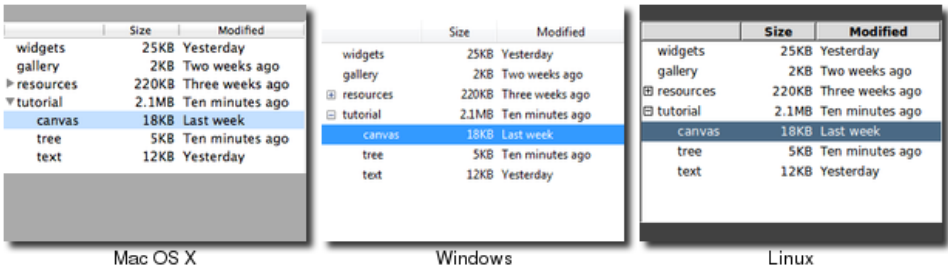 Size Modified
widgets 25KB Yesterday
gallery 2KB Two weeks ago
resources 220KB Three weeks ago
tutorial 2.1MB Ten minutes ago
canvas 18KB Last week
tree 5KB Ten minutes ago
text 12KB Yesterday
Mac OS X
Size Modified
widgets 25KB Yesterday
gallery 2KB Two weeks ago
resources 220KB Three weeks ago
tutorial 2.1MB Ten minutes ago
canvas 18KB Last week
tree 5KB Ten minutes ago
text 12KB Yesterday
Windows
Size Modified
widgets 25KB Yesterday
gallery 2KB Two weeks ago
resources 220KB Three weeks ago
tutorial 2.1MB Ten minutes ago
canvas 18KB Last week
tree 5KB Ten minutes ago
text 12KB Yesterday
Linux